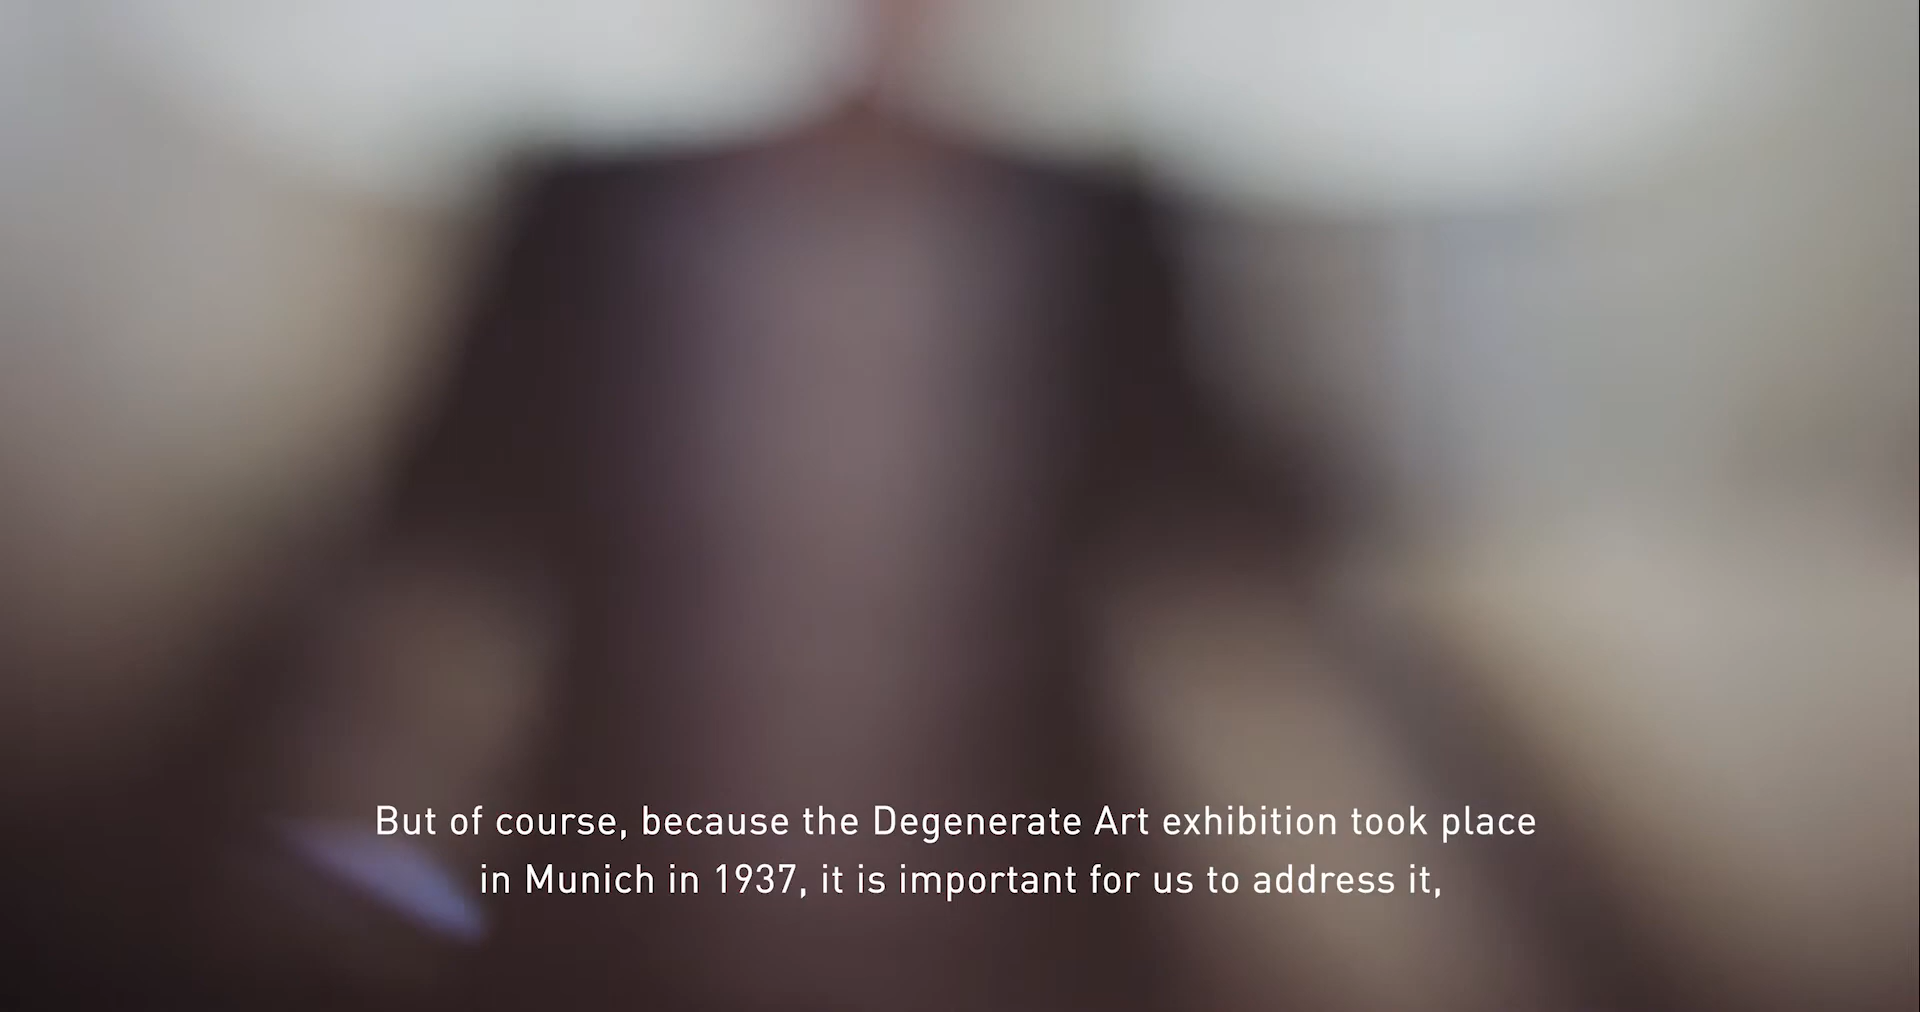 But of course, because the Degenerate Art exhibition took place
in Munich in 1937, it is important for us to address it,